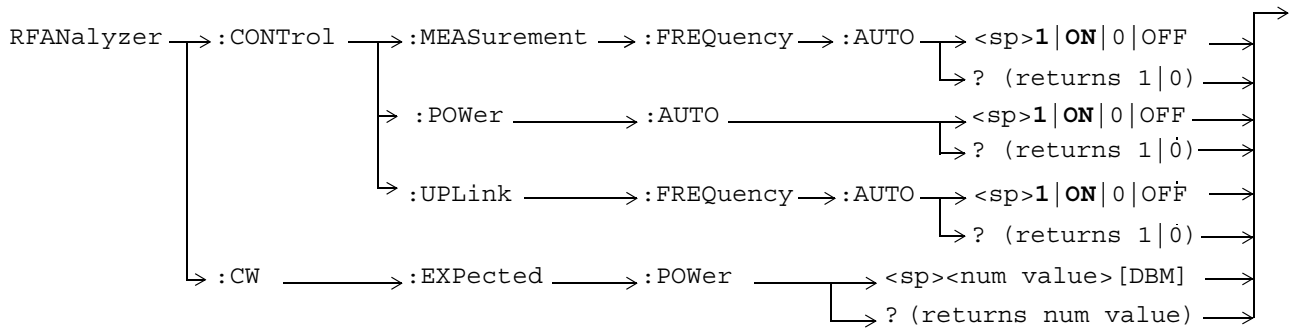 RFANalyzer :CONTrol :MEASurement :FREQuency :AUTO <sp>1|ON|0|OFF
? (returns 1|0)
:POWer :AUTO <sp>1|ON|0|OFF
? (returns 1|0)
:UPLink :FREQuency :AUTO <sp>1|ON|0|OFF
? (returns 1|0)
:CW :EXPected :POWer <sp><num value>[DBM]
? (returns num value)